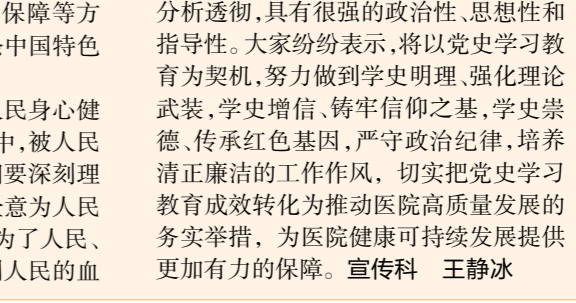 保障等方
中国特色
人民身心健
中,被人民
要深刻理
意为人民
为了人民、
人民的血
分析透彻,具有很强的政治性、思想性和
指导性。大家纷纷表示,将以党史学习教
育为契机,努力做到学史明理、强化理论
武装,学史增信、铸牢信仰之基,学史崇
德、传承红色基因,严守政治纪律,培养
清正廉洁的工作作风，切实把党史学习
教育成效转化为推动医院高质量发展的
务实举措，为医院健康可持续发展提供
更加有力的保障。宣传科　王静冰